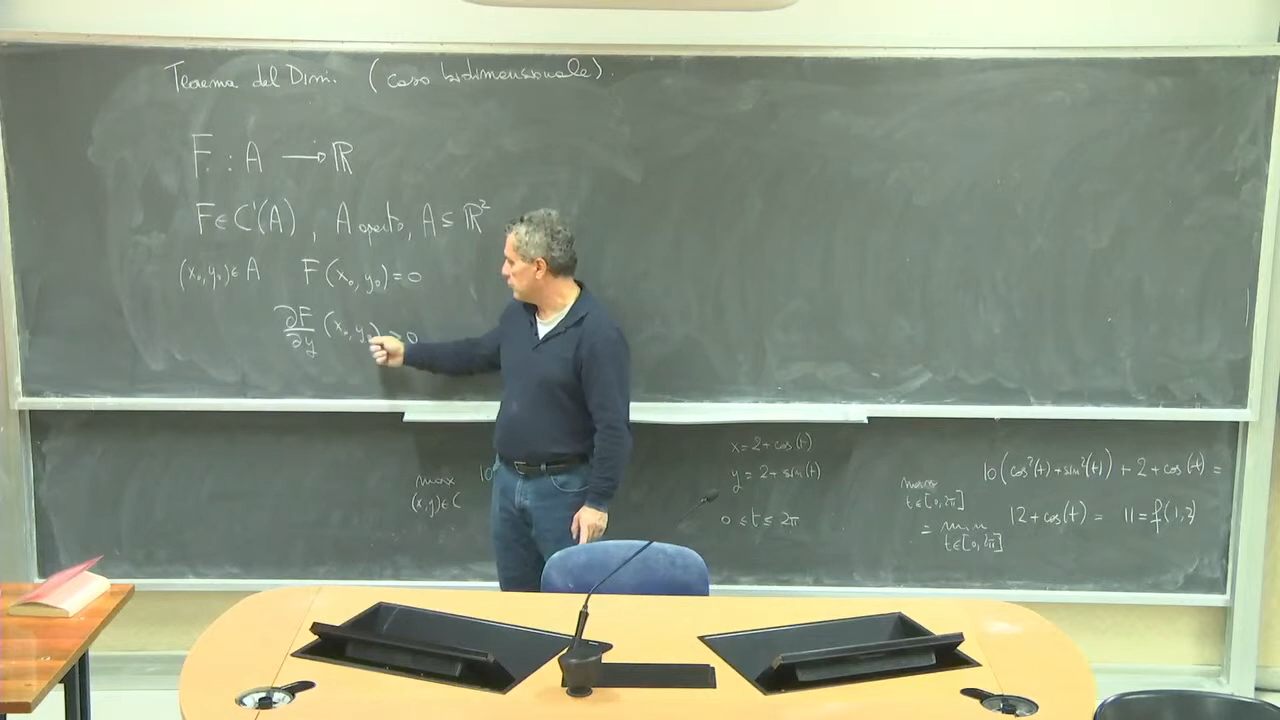 Teorema del Dini. (caso bidimensionale).
F : A → ℝ
F ∈ C¹(A), A aperto, A ⊆ ℝ²
(x₀, y₀) ∈ A F(x₀, y₀) = 0
∂F/∂y (x₀, y₀) 0
max (x,y) ∈ C 10
x = 2 + cos(t)
y = 2 + sin(t)
0 ≤ t ≤ 2π
t ∈ [0, 2π] 10(cos²(t) + sin²(t)) + 2 + cos(t) =
= min t ∈ [0, 2π] 12 + cos(t) = 11 = f(1, 2)